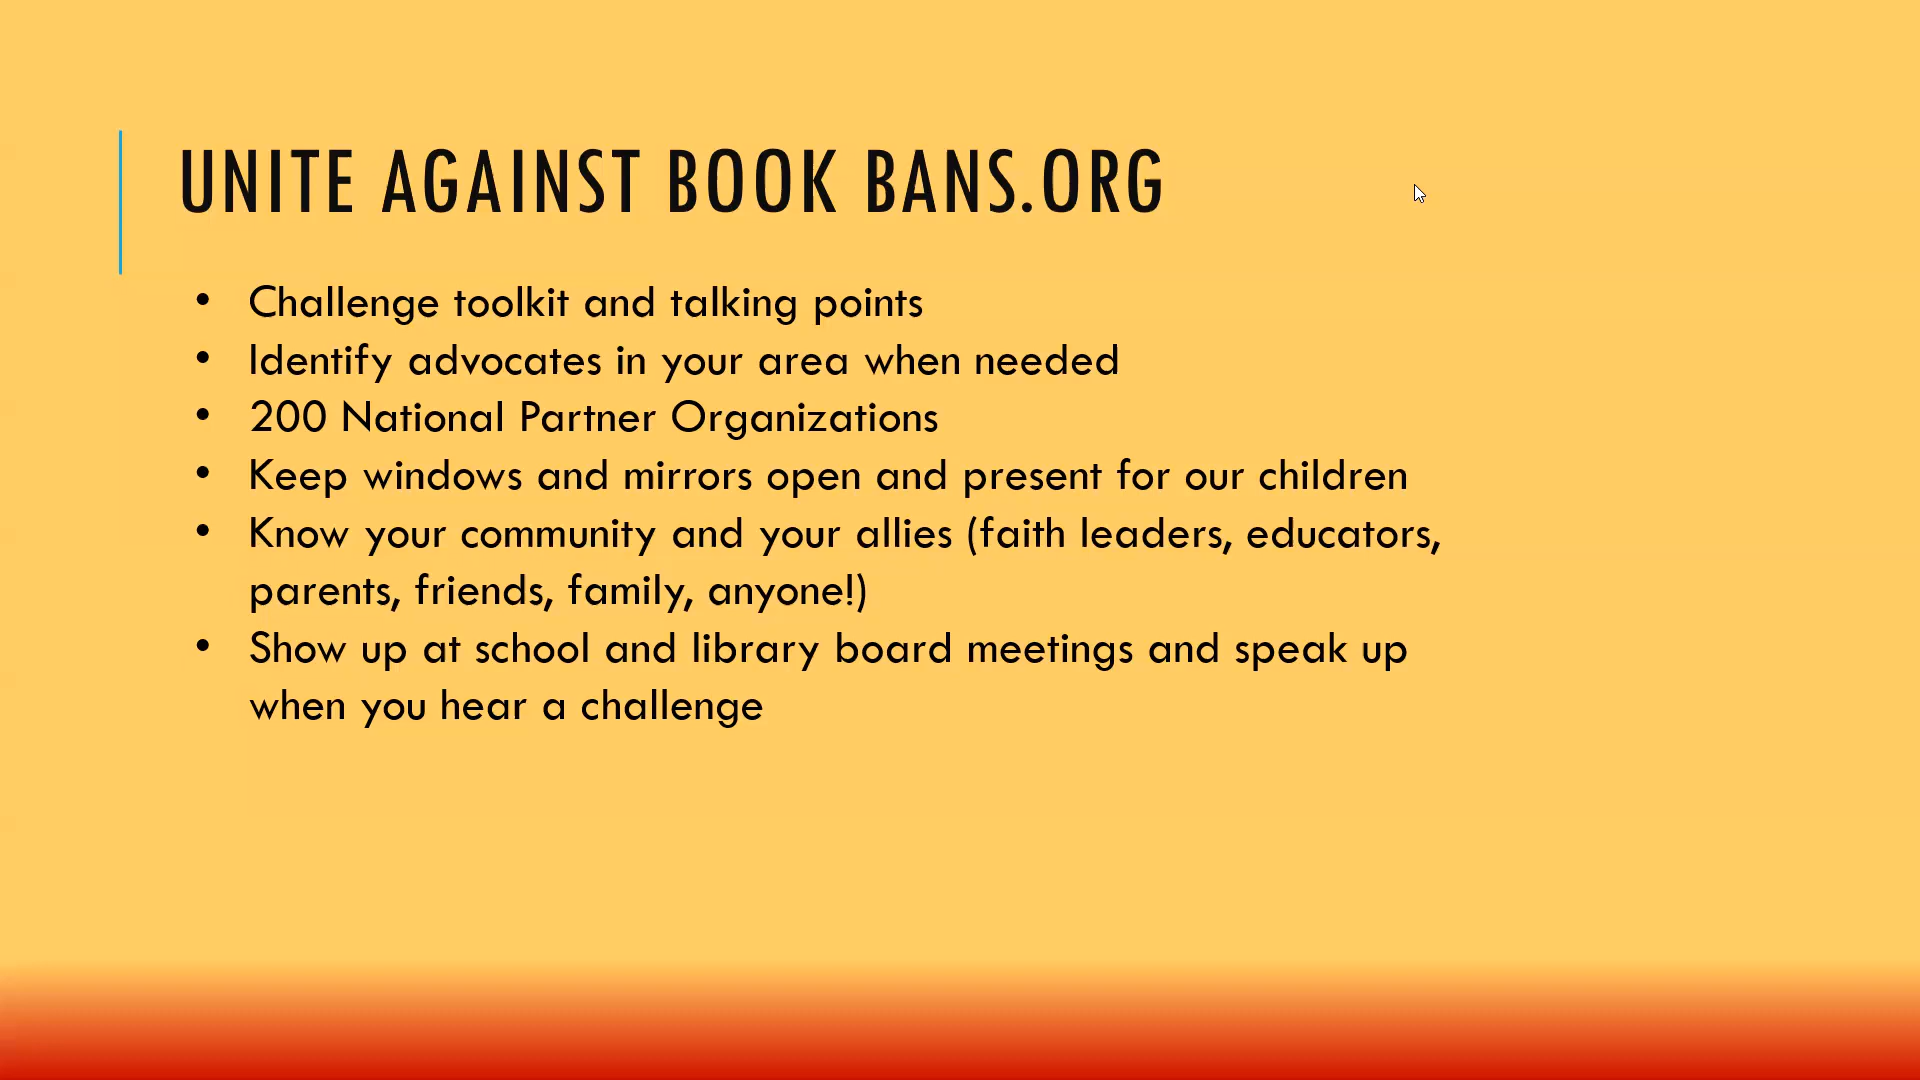 UNITE AGAINST BOOK BANS.ORG
• Challenge toolkit and talking points
• Identify advocates in your area when needed
• 200 National Partner Organizations
• Keep windows and mirrors open and present for our children
• Know your community and your allies (faith leaders, educators,
parents, friends, family, anyone!)
• Show up at school and library board meetings and speak up
when you hear a challenge